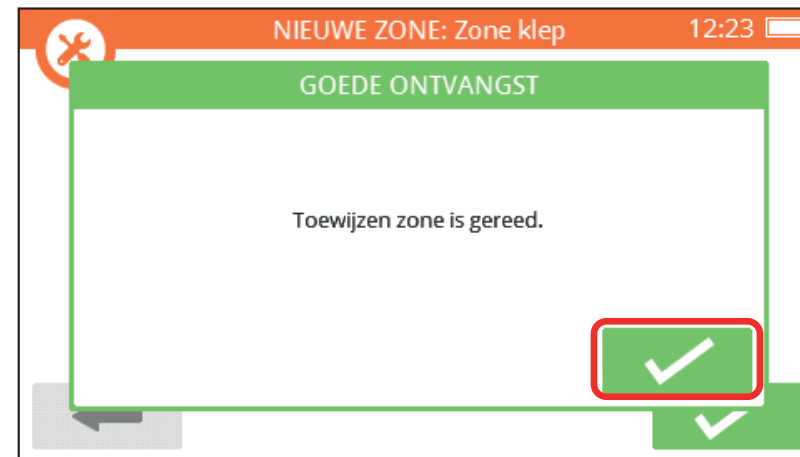 NIEUWE ZONE: Zone klep 12:23
GOEDE ONTVANGST
Toewijzen zone is gereed.